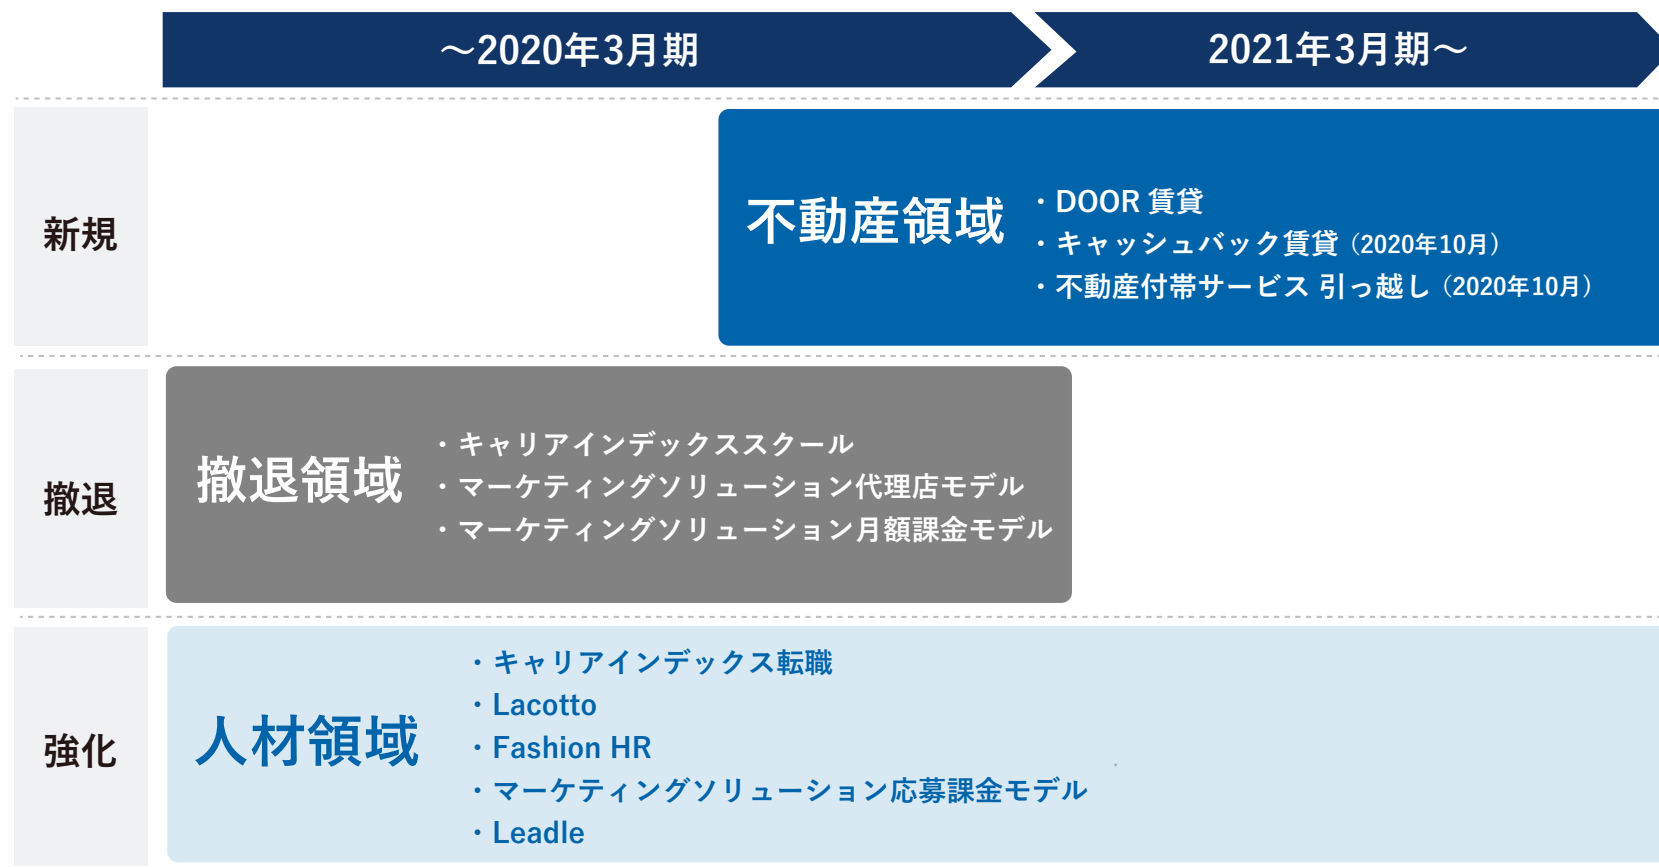 ～2020年3月期
2021年3月期～
新規
不動産領域
・DOOR 賃貸
・キャッシュバック賃貸（2020年10月）
・不動産付帯サービス 引っ越し（2020年10月）
撤退
撤退領域
・キャリアインデックススクール
・マーケティングソリューション代理店モデル
・マーケティングソリューション月額課金モデル
強化
人材領域
・キャリアインデックス転職
・Lacotto
・Fashion HR
・マーケティングソリューション応募課金モデル
・Leadle